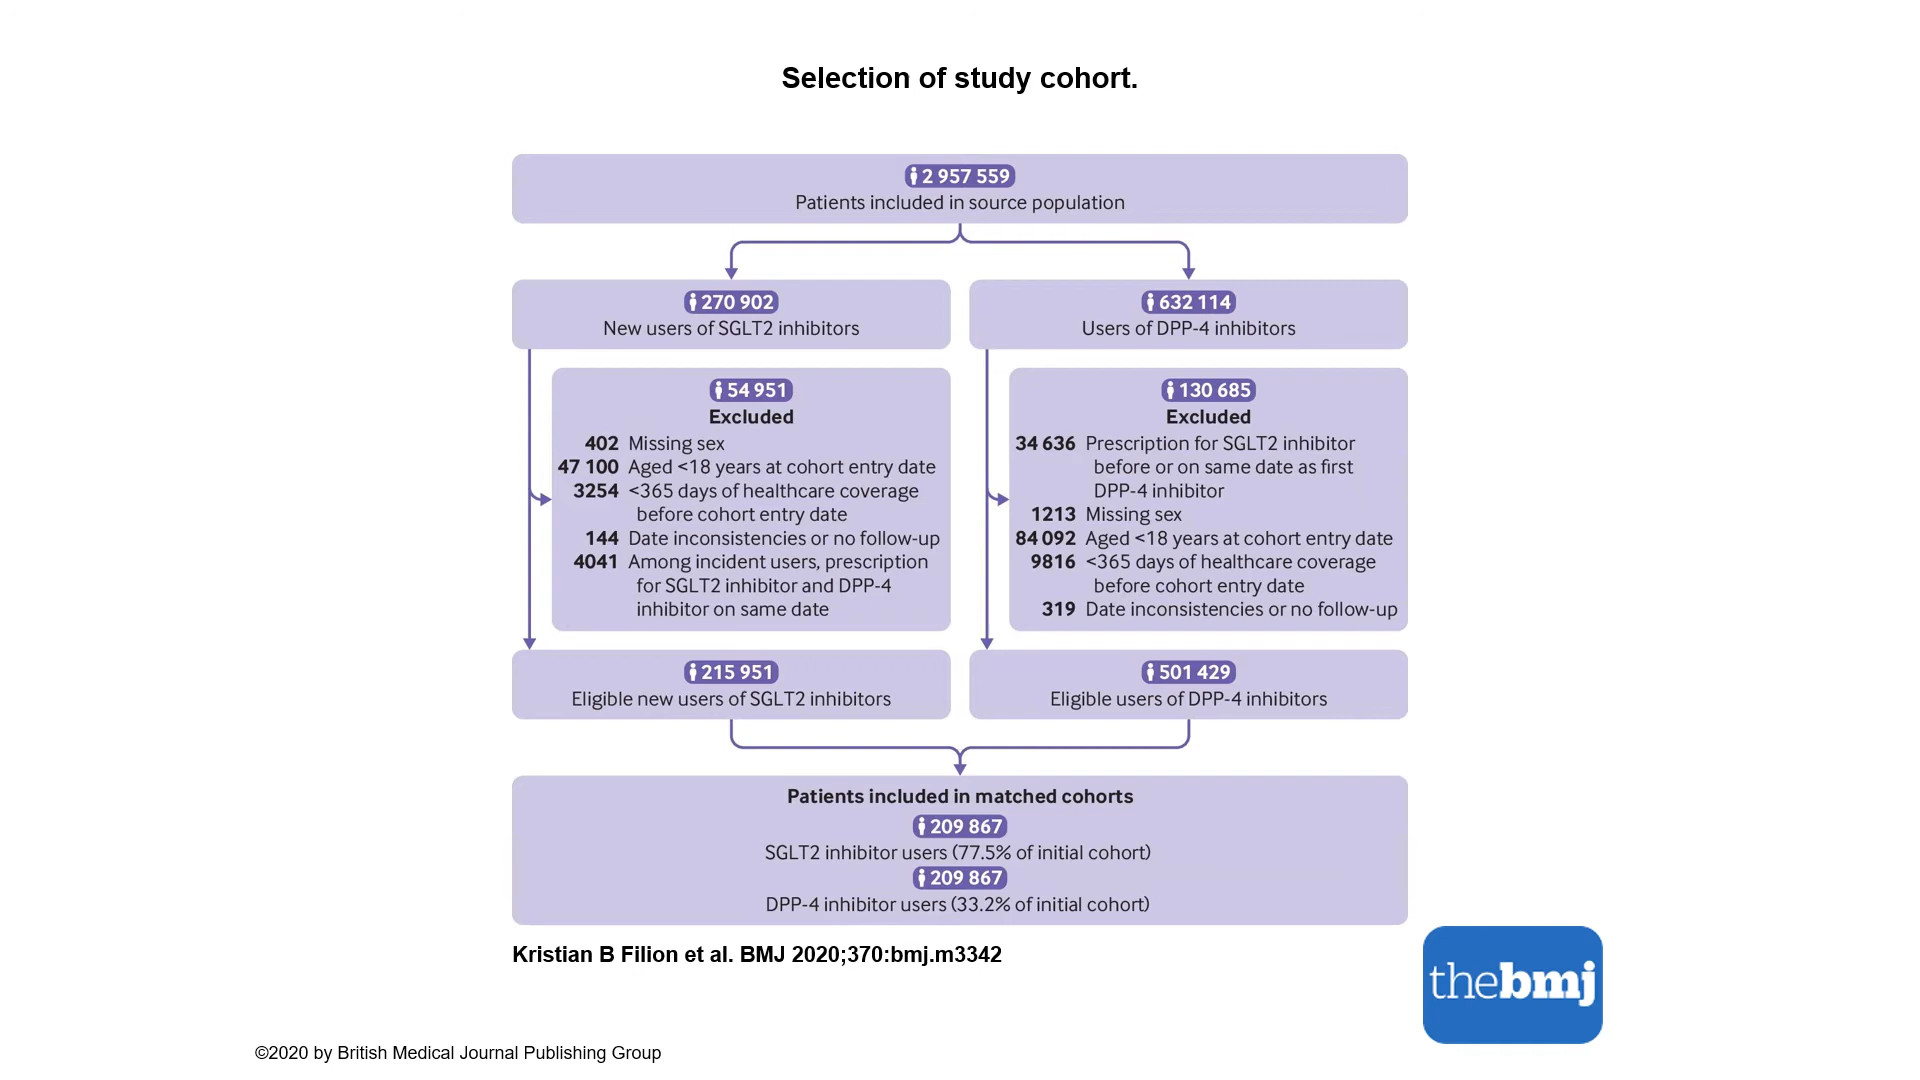 Selection of study cohort.
2 957 559
Patients included in source population
270 902
New users of SGLT2 inhibitors
632 114
Users of DPP-4 inhibitors
54 951
Excluded
402 Missing sex
47 100 Aged <18 years at cohort entry date
3254 <365 days of healthcare coverage
before cohort entry date
144 Date inconsistencies or no follow-up
4041 Among incident users, prescription
for SGLT2 inhibitor and DPP-4
inhibitor on same date
130 685
Excluded
34 636 Prescription for SGLT2 inhibitor
before or on same date as first
DPP-4 inhibitor
1213 Missing sex
84 092 Aged <18 years at cohort entry date
9816 <365 days of healthcare coverage
before cohort entry date
319 Date inconsistencies or no follow-up
215 951
Eligible new users of SGLT2 inhibitors
501 429
Eligible users of DPP-4 inhibitors
Patients included in matched cohorts
209 867
SGLT2 inhibitor users (77.5% of initial cohort)
209 867
DPP-4 inhibitor users (33.2% of initial cohort)
Kristian B Filion et al. BMJ 2020;370:bmj.m3342
thebmj
©2020 by British Medical Journal Publishing Group